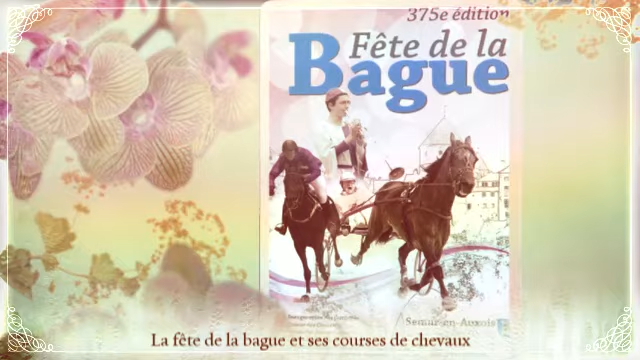 375e édition
Fête de la
Bague
Semur-en-Auxois
La fête de la bague et ses courses de chevaux